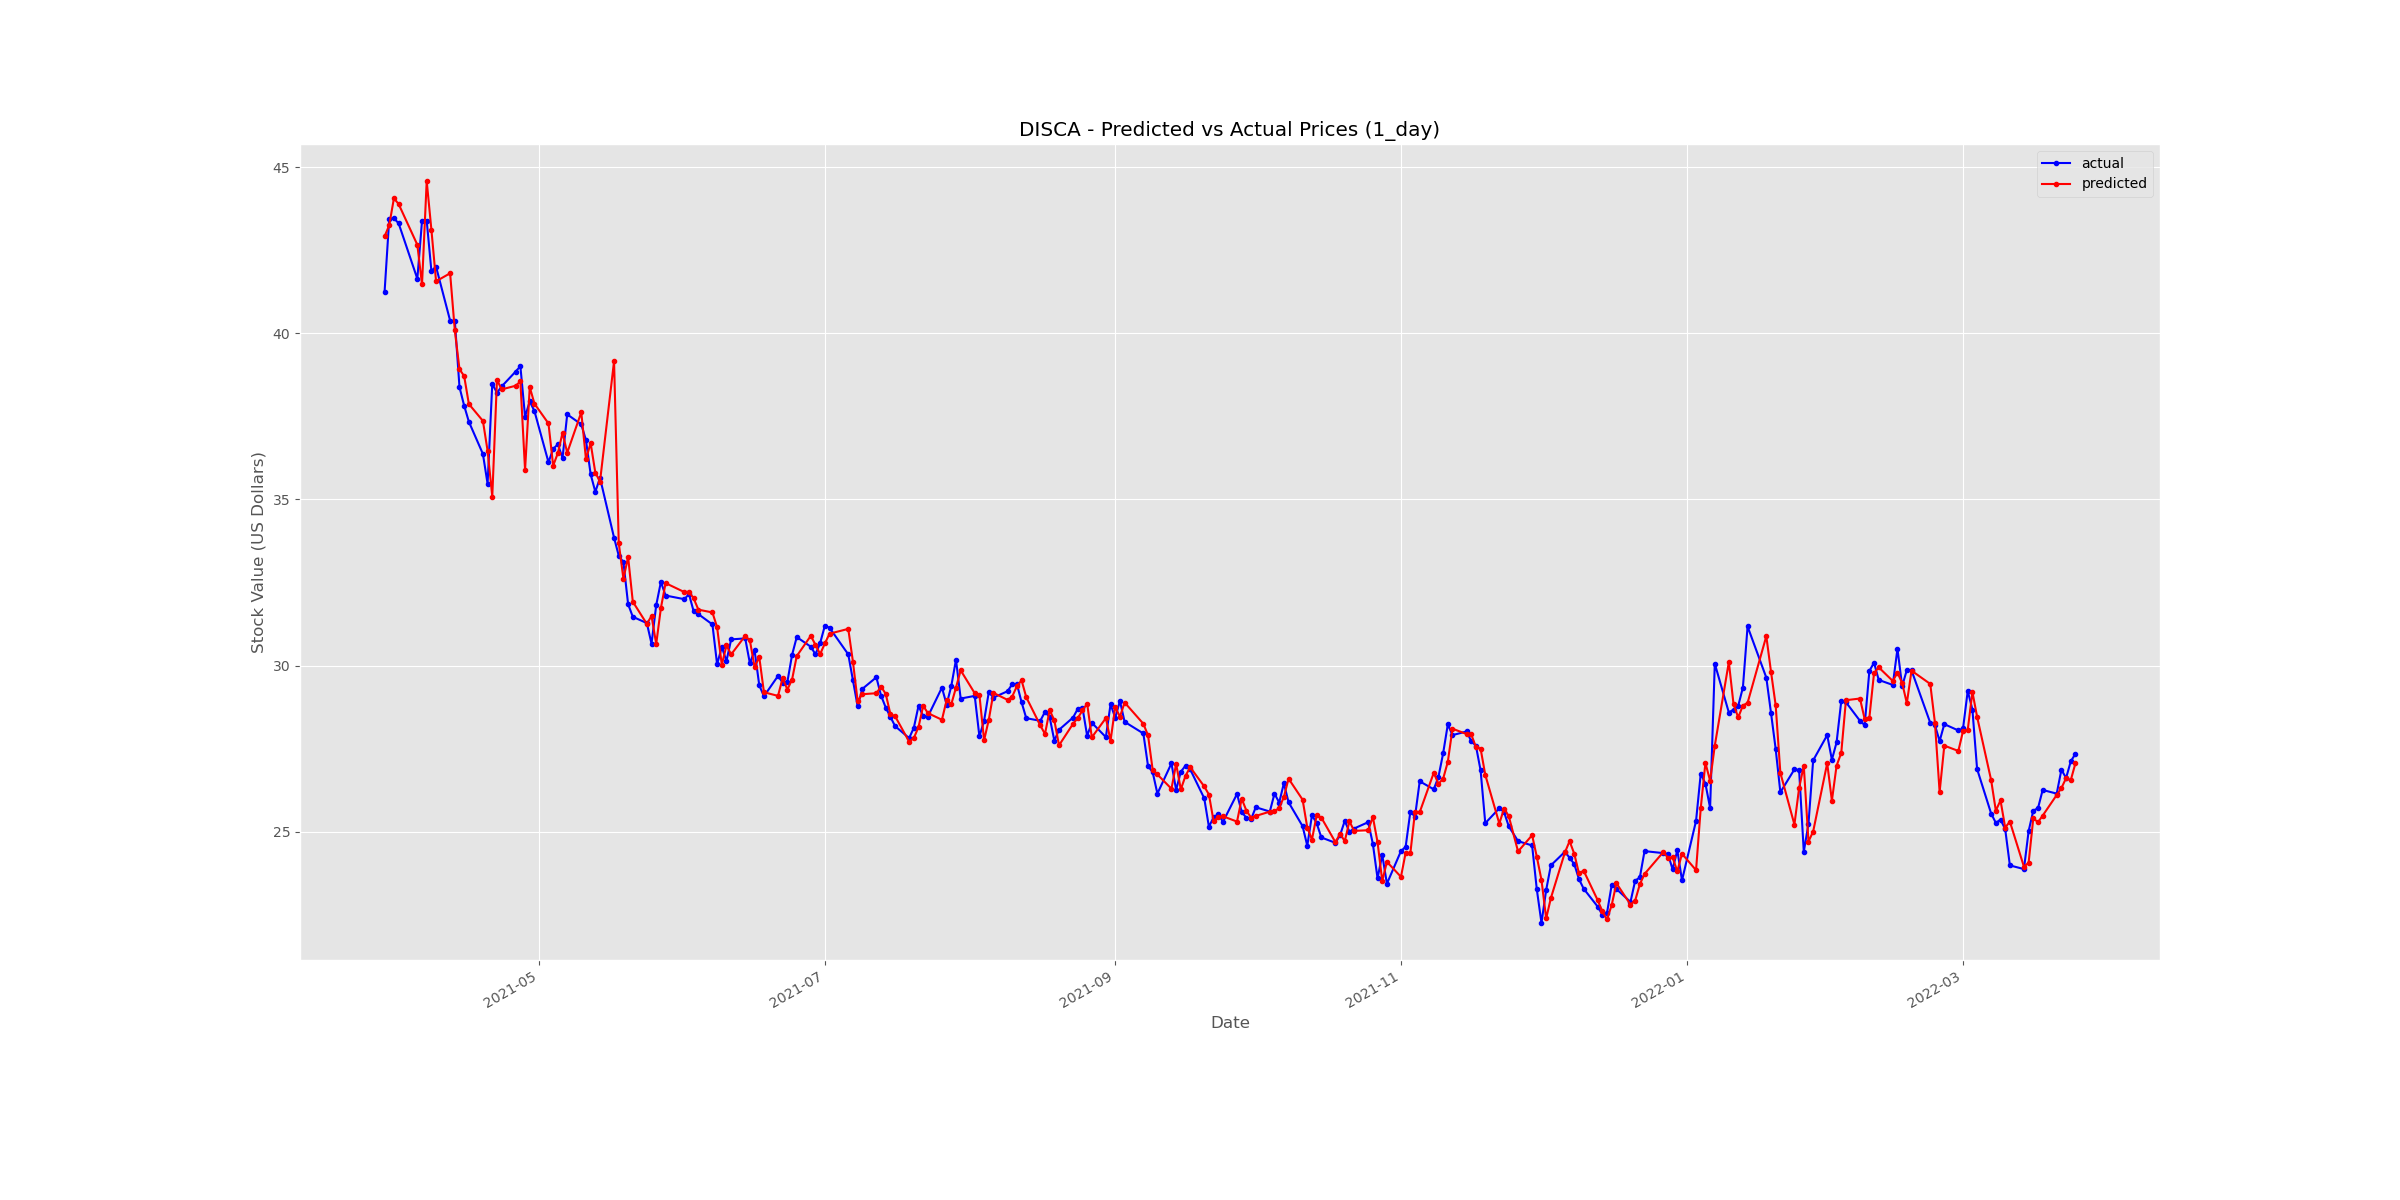 DISCA - Predicted vs Actual Prices (1_day)
actual
predicted
45
40
35
30
25
Stock Value (US Dollars)
2021-05
2021-07
2021-09
2021-11
2022-01
2022-03
Date